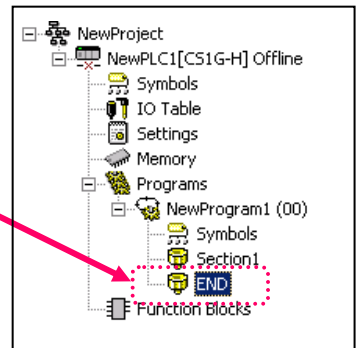 NewProject
NewPLC1[CS1G-H] Offline
Symbols
IO Table
Settings
Memory
Programs
NewProgram1 (00)
Symbols
Section1
END
Function Blocks